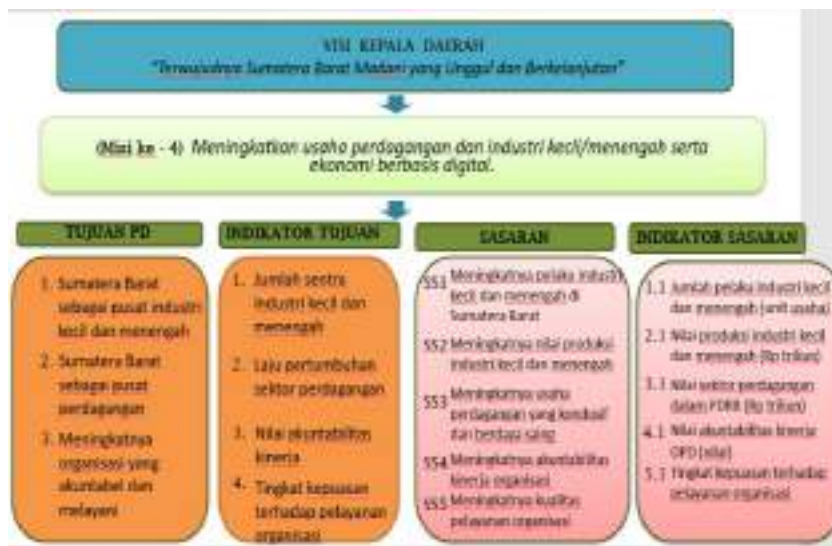 VISI KEPALA DAERAH
"Terwujudnya Sumatera Barat Madani yang Unggul dan Berkelanjutan"
(Misi ke - 4) Meningkatkan usaha perdagangan dan industri kecil/menengah serta
ekonomi berbasis digital.
TUJUAN PD
1. Sumatera Barat
sebagai pusat industri
kecil dan menengah
2. Sumatera Barat
sebagai pusat
perdagangan
3. Meningkatnya
organisasi yang
akuntabel dan
melayani
INDIKATOR TUJUAN
1. Jumlah sentra
industri kecil dan
menengah
2. Laju pertumbuhan
sektor perdagangan
3. Nilai akuntabilitas
kinerja
4. Tingkat kepuasan
terhadap pelayanan
organisasi
SASARAN
SS1 Meningkatnya pelaku industri
kecil dan menengah di
Sumatera Barat
SS2 Meningkatnya nilai produksi
industri kecil dan menengah
SS3 Meningkatnya usaha
perdagangan yang kondusif
dan berdaya saing
SS4 Meningkatnya akuntabilitas
kinerja organisasi
SS5 Meningkatnya kualitas
pelayanan organisasi
INDIKATOR SASARAN
1.1 Jumlah pelaku industri kecil
dan menengah (unit usaha)
2.1 Nilai produksi industri kecil
dan menengah (Rp triliun)
3.1 Nilai sektor perdagangan
dalam PDRB (Rp triliun)
4.1 Nilai akuntabilitas kinerja
OPD (nilai)
5.1 Tingkat kepuasan terhadap
pelayanan organisasi